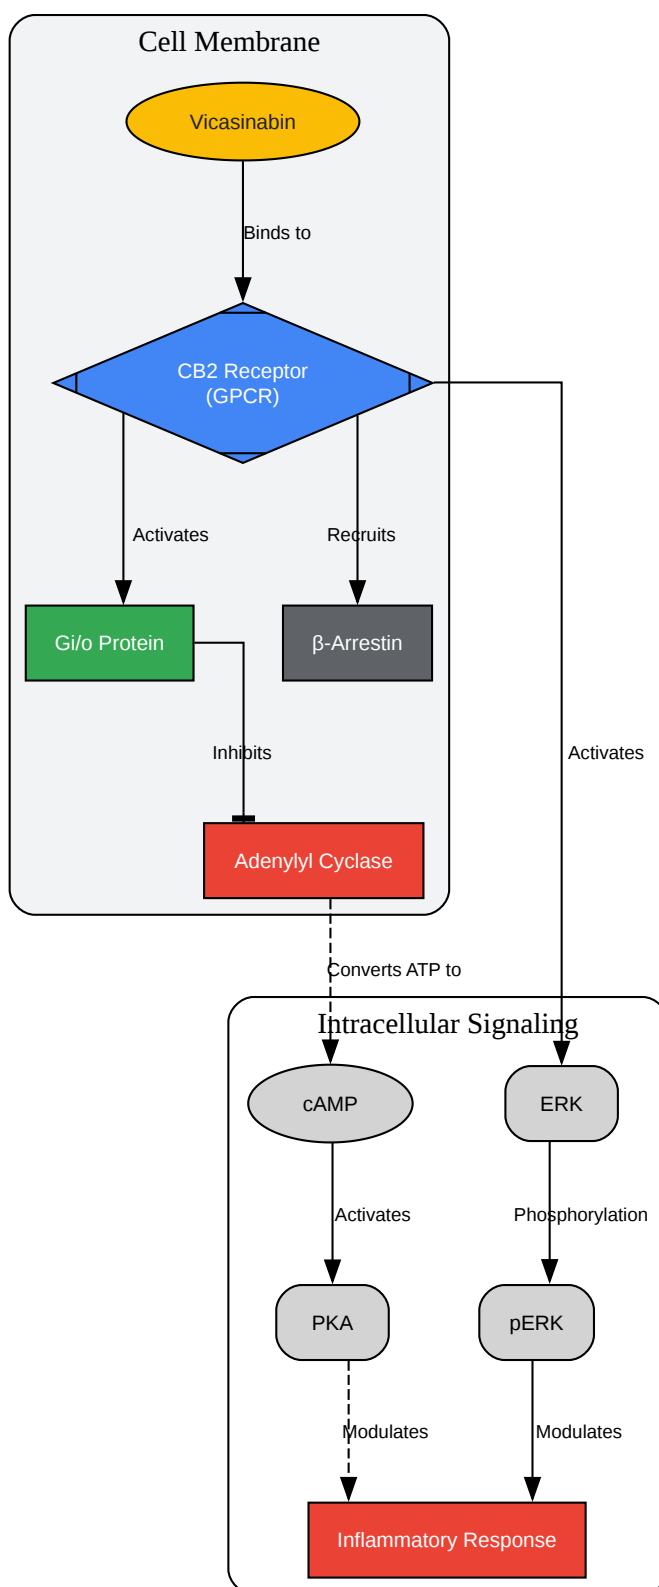 Cell Membrane
Vicasinabin
Binds to
CB2 Receptor
(GPCR)
Activates
Recruits
Gi/o Protein
β-Arrestin
Inhibits
Activates
Adenylyl Cyclase
Converts ATP to
Intracellular Signaling
cAMP
ERK
Activates
Phosphorylation
PKA
pERK
Modulates
Modulates
Inflammatory Response